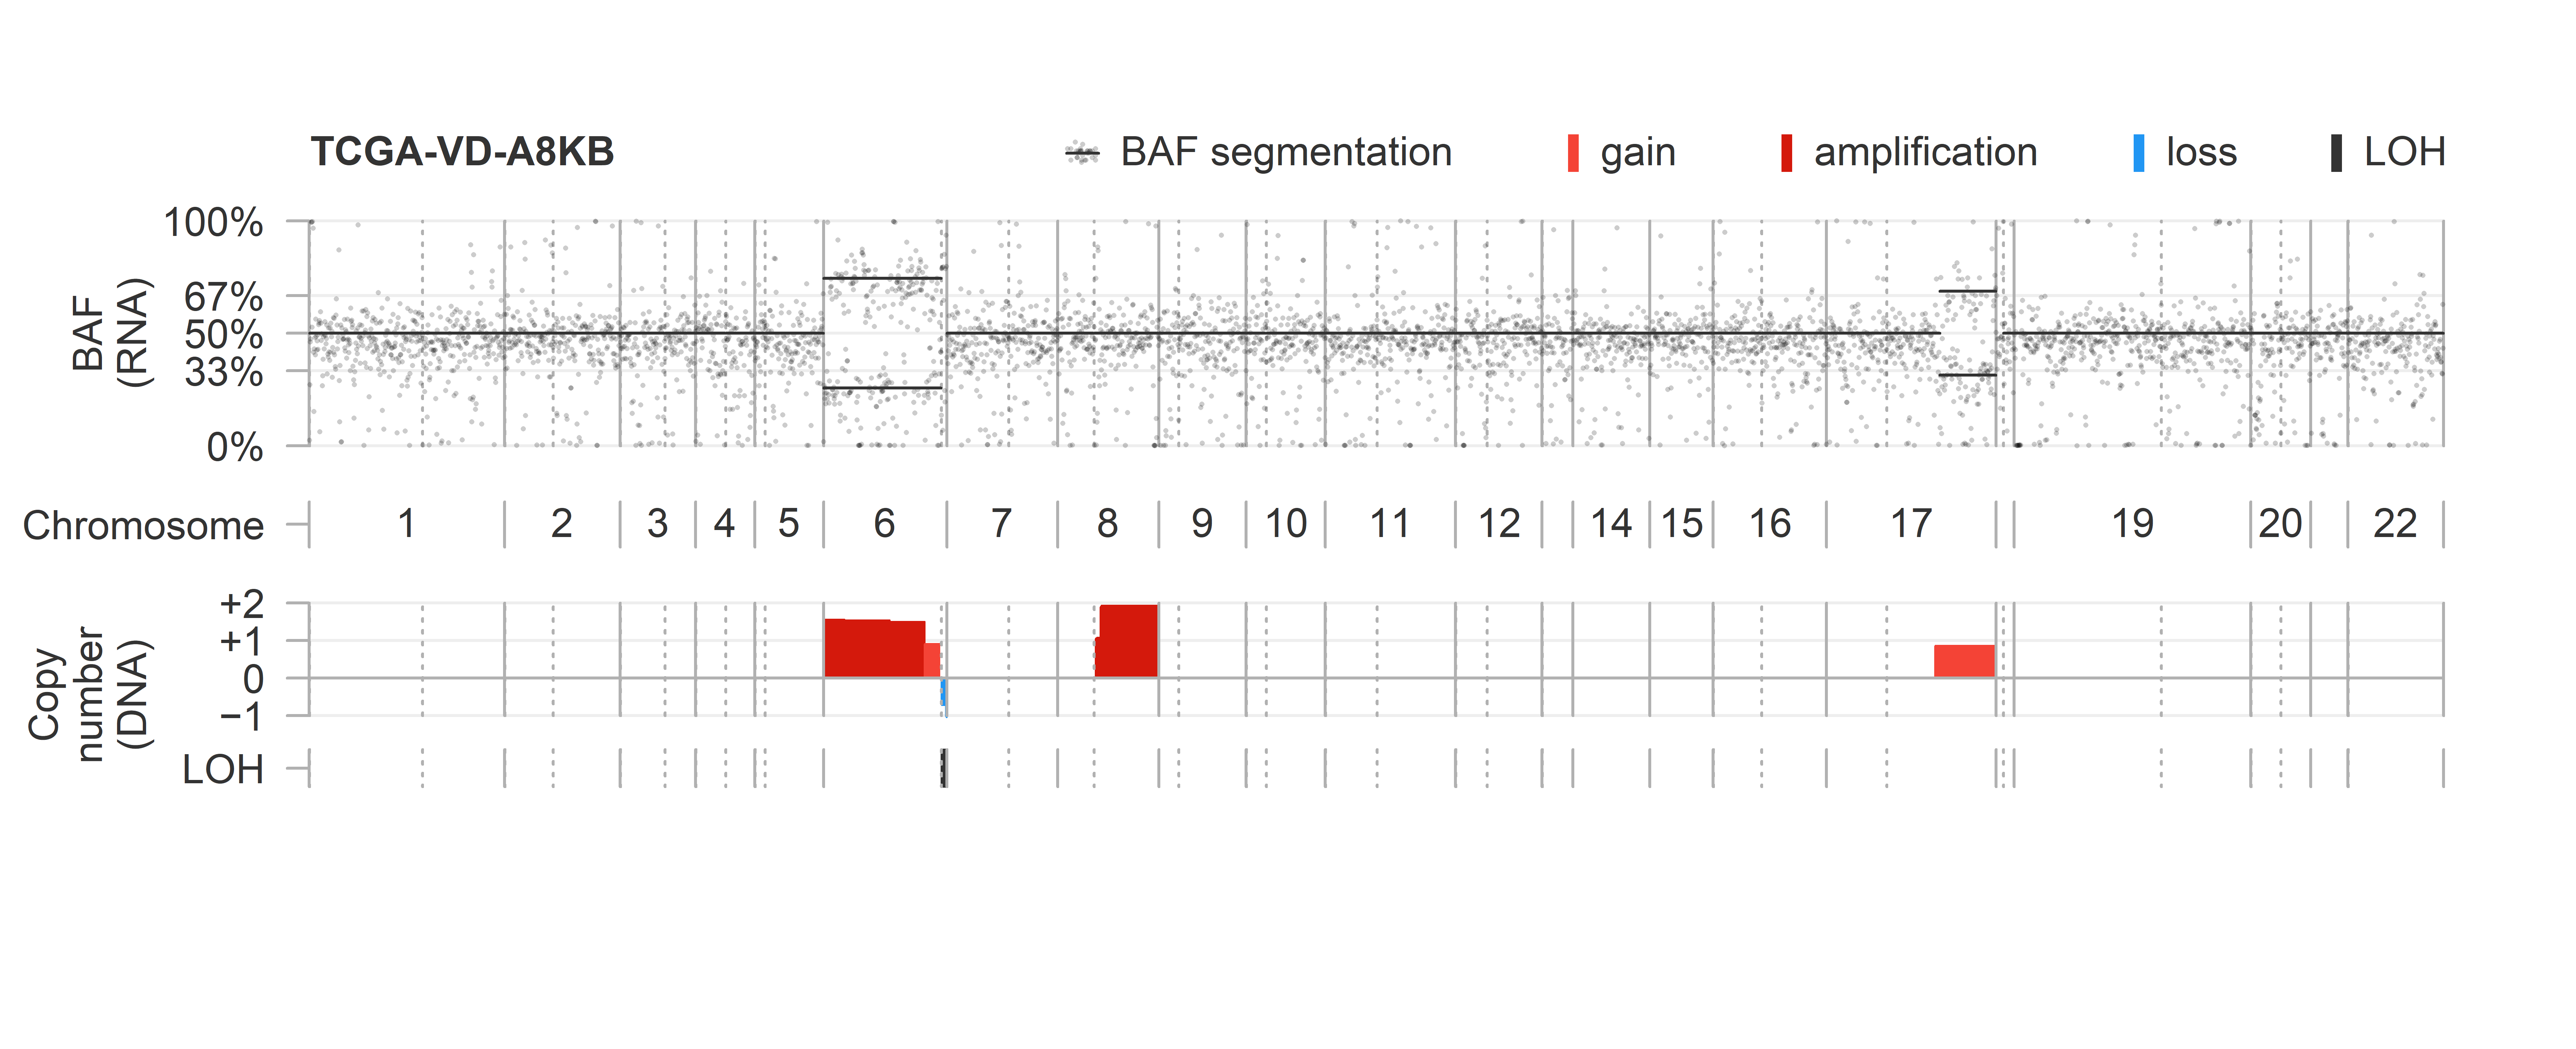 TCGA-VD-A8KB
BAF segmentation
gain
amplification
loss
LOH
BAF
(RNA)
100%
67%
50%
33%
0%
Chromosome
1 2 3 4 5 6 7 8 9 10 11 12 14 15 16 17 19 20 22
Copy
number
(DNA)
+2
+1
0
−1
LOH